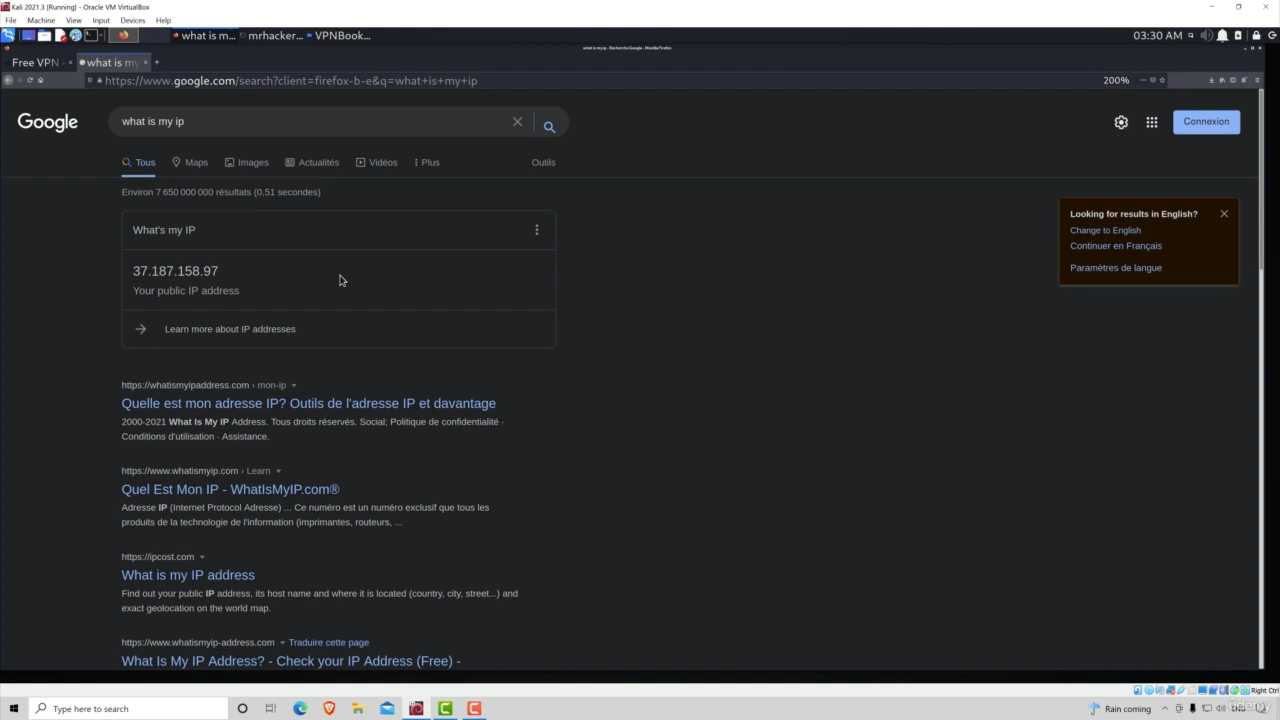 Kali 2021.3 [Running] - Oracle VM VirtualBox
File Machine View Input Devices Help
what is m... mrhacker... VPNBook... 03:30 AM
what is my ip - Recherche Google - Mozilla Firefox
Free VPN what is my
https://www.google.com/search?client=firefox-b-e&q=what+is+my+ip 200%
Google what is my ip Connexion
Tous Maps Images Actualités Vidéos Plus Outils
Environ 7 650 000 000 résultats (0,51 secondes)
Looking for results in English?
Change to English
Continuer en Français
Paramètres de langue
What's my IP
37.187.158.97
Your public IP address
Learn more about IP addresses
https://whatismyipaddress.com › mon-ip
Quelle est mon adresse IP? Outils de l'adresse IP et davantage
2000-2021 What Is My IP Address. Tous droits réservés. Social; Politique de confidentialité ·
Conditions d'utilisation · Assistance.
https://www.whatismyip.com › Learn
Quel Est Mon IP - WhatIsMyIP.com®
Adresse IP (Internet Protocol Adresse) ... Ce numéro est un numéro exclusif que tous les
produits de la technologie de l'information (imprimantes, routeurs, ...
https://ipcost.com
What is my IP address
Find out your public IP address, its host name and where it is located (country, city, street...) and
exact geolocation on the world map.
https://www.whatismyip-address.com Traduire cette page
What Is My IP Address? - Check your IP Address (Free) -
Right Ctrl
Type here to search Rain coming ENG
Udemy